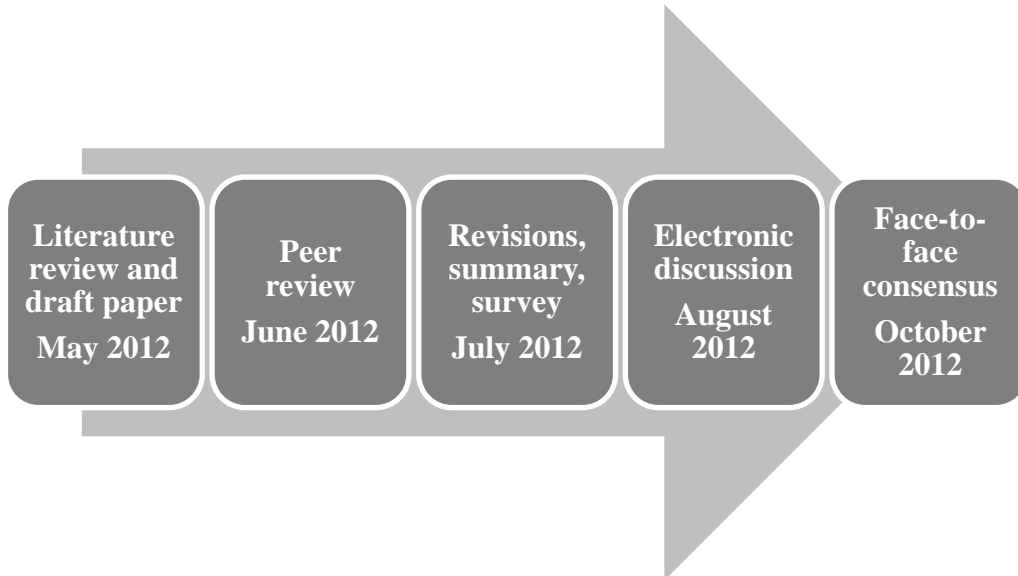 Literature
review and
draft paper
May 2012
Peer
review
June 2012
Revisions,
summary,
survey
July 2012
Electronic
discussion
August
2012
Face-to-
face
consensus
October
2012